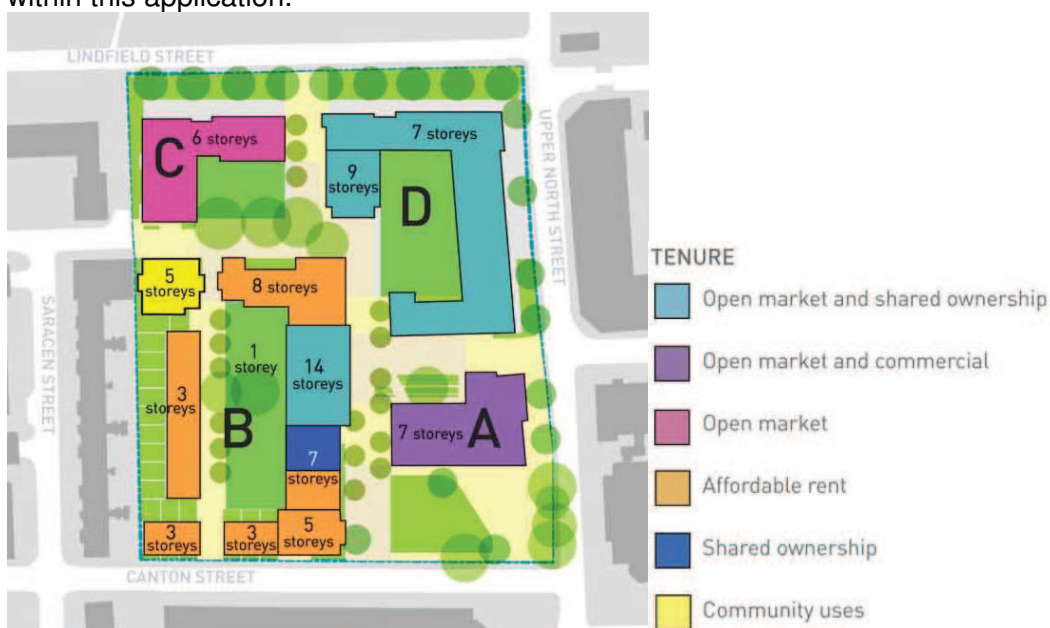 within this application.
LINDFIELD STREET
C
6 storeys
7 storeys
9
storeys
D
UPPER NORTH STREET
5
storeys
8 storeys
SARACEN STREET
3
storeys
1
storey
14
storeys
B
7 storeys
A
7
storeys
3
storeys
3
storeys
5
storeys
CANTON STREET
TENURE
Open market and shared ownership
Open market and commercial
Open market
Affordable rent
Shared ownership
Community uses